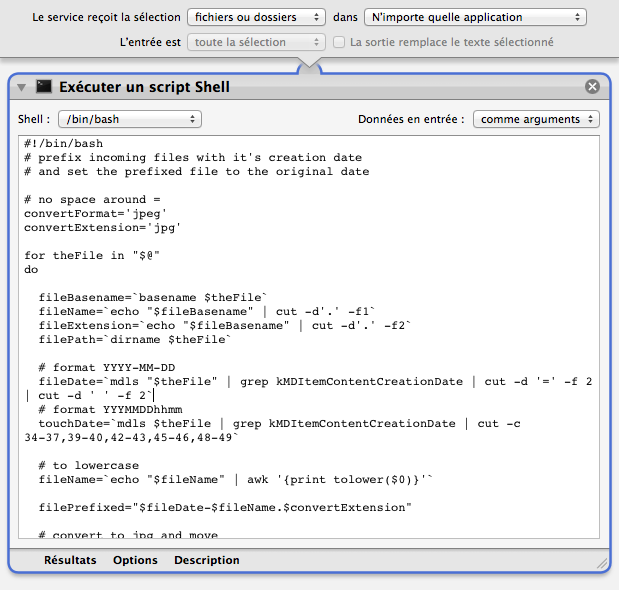 Le service reçoit la sélection fichiers ou dossiers dans N'importe quelle application
L'entrée est toute la sélection La sortie remplace le texte sélectionné
Exécuter un script Shell
Shell : /bin/bash Données en entrée : comme arguments
#!/bin/bash
# prefix incoming files with it's creation date
# and set the prefixed file to the original date
# no space around =
convertFormat='jpeg'
convertExtension='jpg'
for theFile in "$@"
do
fileBasename=`basename $theFile`
fileName=`echo "$fileBasename" | cut -d'.' -f1`
fileExtension=`echo "$fileBasename" | cut -d'.' -f2`
filePath=`dirname $theFile`
# format YYYY-MM-DD
fileDate=`mdls "$theFile" | grep kMDItemContentCreationDate | cut -d '=' -f 2
| cut -d ' ' -f 2`
# format YYYMMDDhhmm
touchDate=`mdls $theFile | grep kMDItemContentCreationDate | cut -c
34-37,39-40,42-43,45-46,48-49`
# to lowercase
fileName=`echo "$fileName" | awk '{print tolower($0)}'`
filePrefixed="$fileDate-$fileName.$convertExtension"
# convert to jpg and move
Résultats Options Description